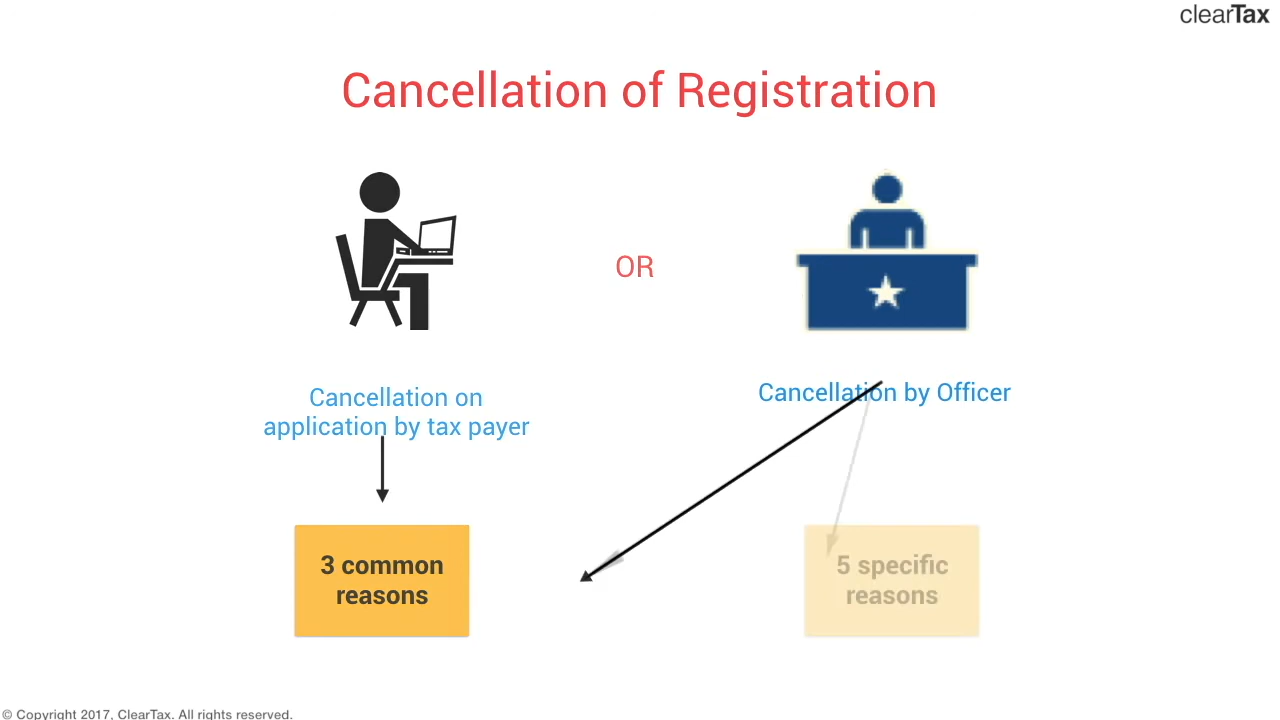 clearTax
Cancellation of Registration
OR
Cancellation on
application by tax payer
Cancellation by Officer
3 common
reasons
5 specific
reasons
© Copyright 2017, ClearTax. All rights reserved.